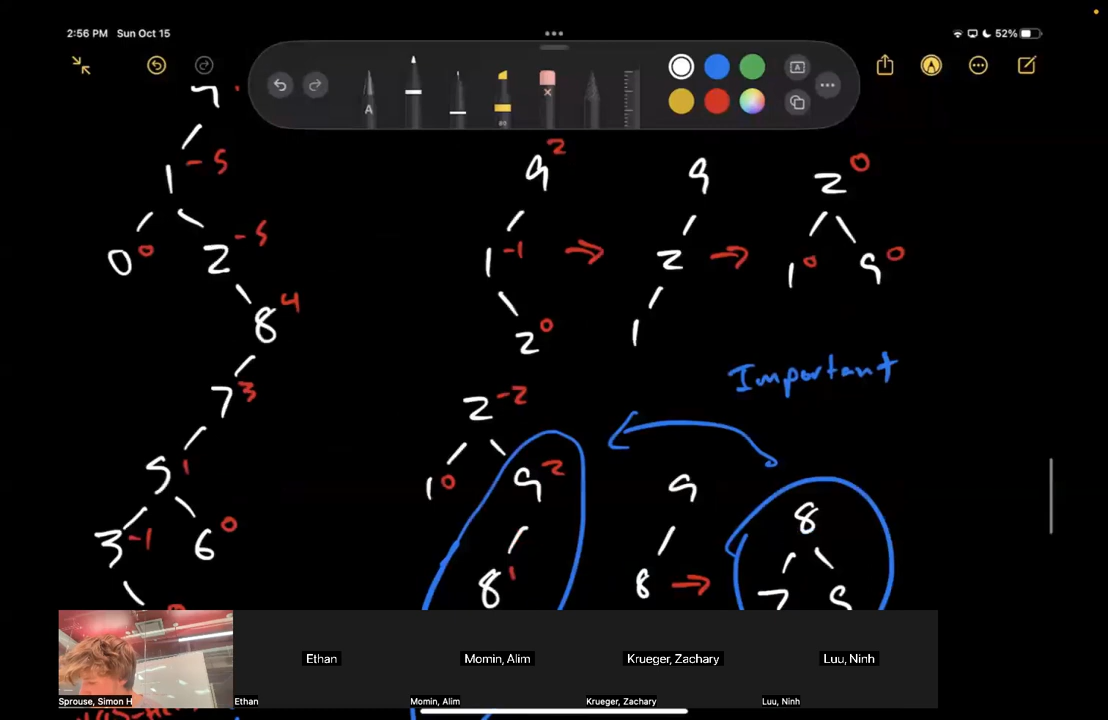 2:56 PM Sun Oct 15
52%
A
80
A
9
1 -5
0 0 2 -5
8 4
7 3
5 1
3 -1 6 0
9 2
1 -1
2 0
9
2
1
2 0
1 0 9 0
Important
2 -2
1 0 9 2
8 1
9
8
8
7 9
Ethan
Momin, Alim
Krueger, Zachary
Luu, Ninh
Sprouse, Simon H
Ethan
Momin, Alim
Krueger, Zachary
Luu, Ninh